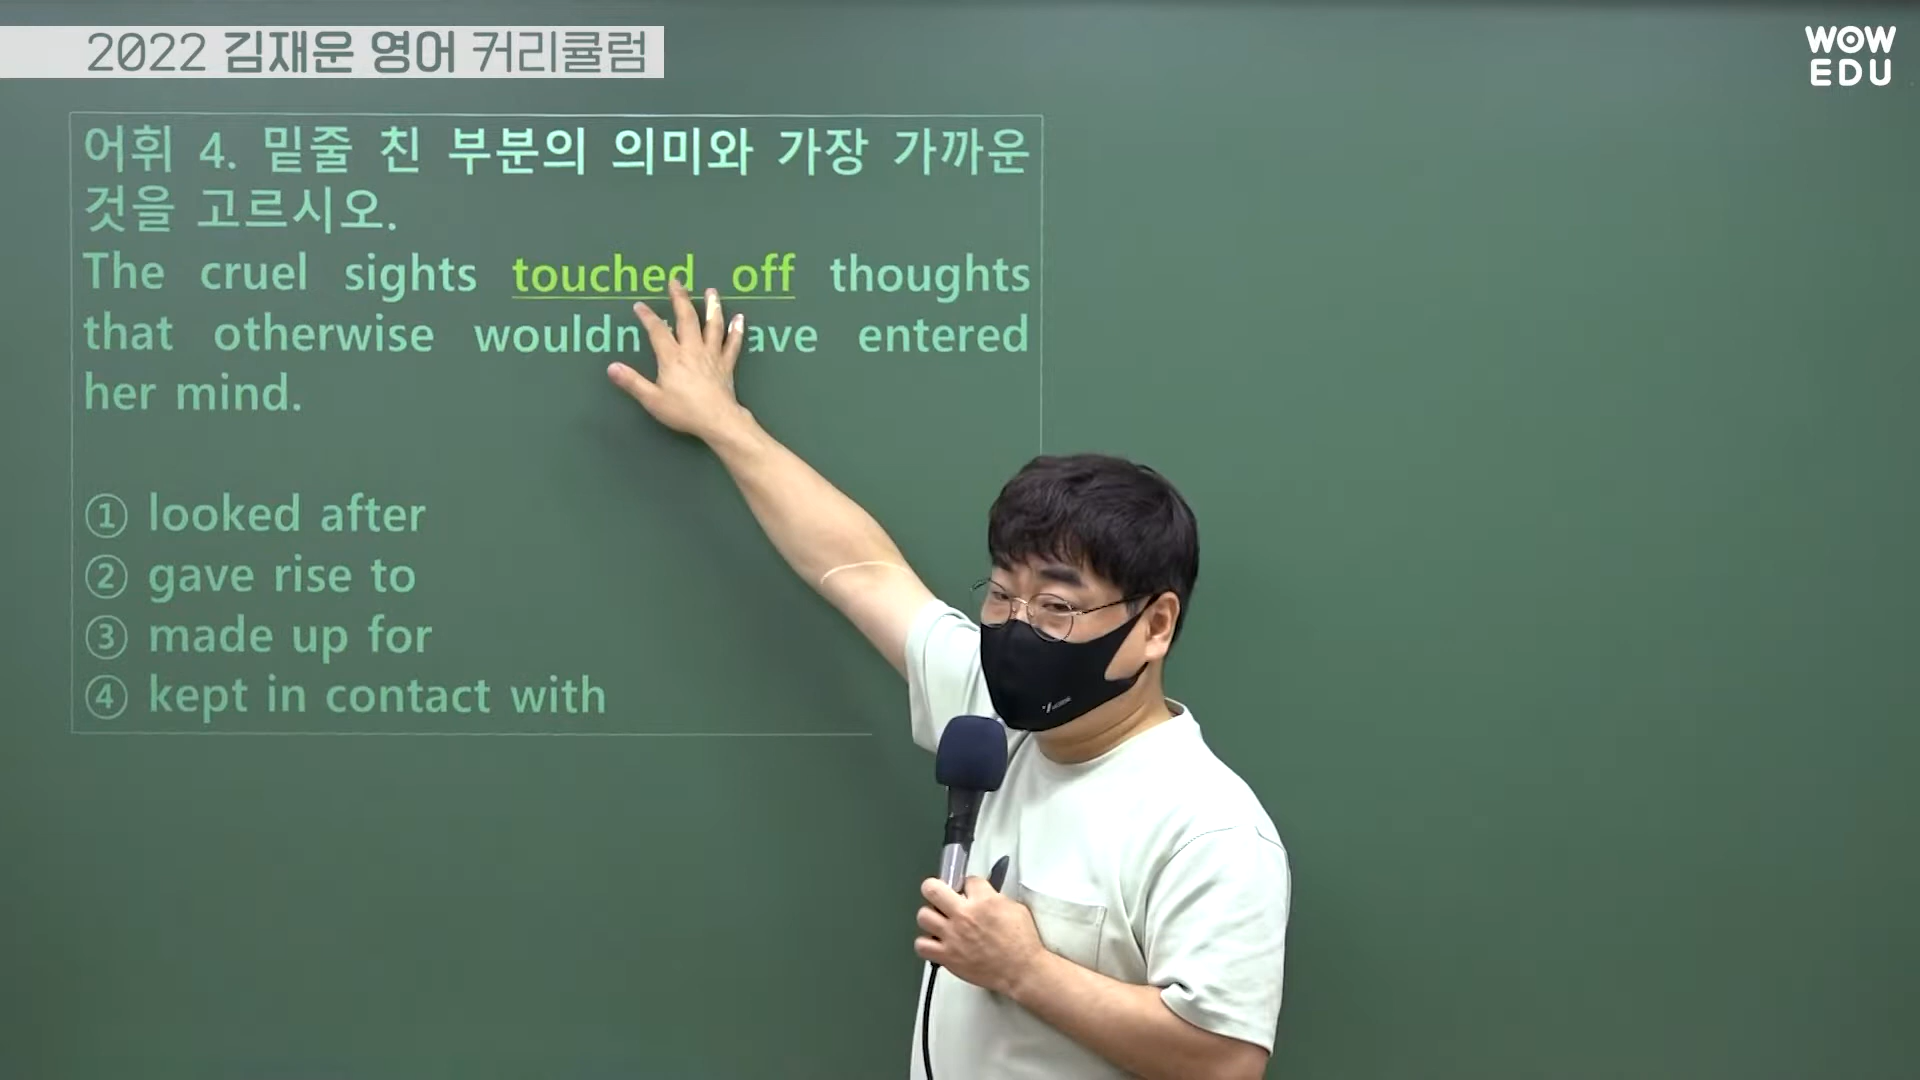 2022 김재운 영어 커리큘럼
WOW
EDU
어휘 4. 밑줄 친 부분의 의미와 가장 가까운
것을 고르시오.
The cruel sights touched off thoughts
that otherwise entered
her mind.
① looked after
② gave rise to
③ made up for
④ kept in contact with